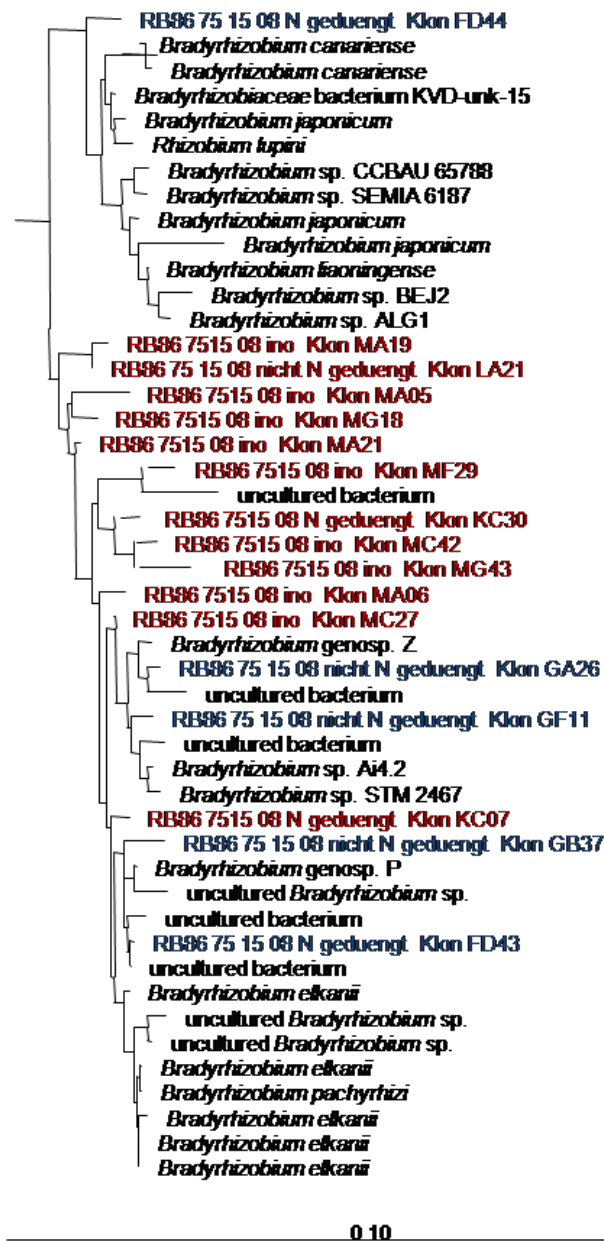 RB86 75 15 08 N geduengt Klon FD44
Bradyrhizobium canariense
Bradyrhizobium canariense
Bradyrhizobiaceae bacterium KVD-unk-15
Bradyrhizobium japonicum
Rhizobium lupini
Bradyrhizobium sp. CCBAU 65788
Bradyrhizobium sp. SEMIA 6187
Bradyrhizobium japonicum
Bradyrhizobium japonicum
Bradyrhizobium liaoningense
Bradyrhizobium sp. BEJ2
Bradyrhizobium sp. ALG1
RB86 7515 08 ino Klon MA19
RB86 75 15 08 nicht N geduengt Klon LA21
RB86 7515 08 ino Klon MA05
RB86 7515 08 ino Klon MG18
RB86 7515 08 ino Klon MA21
RB86 7515 08 ino Klon MF29
uncultured bacterium
RB86 7515 08 N geduengt Klon KC30
RB86 7515 08 ino Klon MC42
RB86 7515 08 ino Klon MG43
RB86 7515 08 ino Klon MA06
RB86 7515 08 ino Klon MC27
Bradyrhizobium genosp. Z
RB86 75 15 08 nicht N geduengt Klon GA26
uncultured bacterium
RB86 75 15 08 nicht N geduengt Klon GF11
uncultured bacterium
Bradyrhizobium sp. Ai4.2
Bradyrhizobium sp. STM 2467
RB86 7515 08 N geduengt Klon KC07
RB86 75 15 08 nicht N geduengt Klon GB37
Bradyrhizobium genosp. P
uncultured Bradyrhizobium sp.
uncultured bacterium
RB86 75 15 08 N geduengt Klon FD43
uncultured bacterium
Bradyrhizobium elkanii
uncultured Bradyrhizobium sp.
uncultured Bradyrhizobium sp.
Bradyrhizobium elkanii
Bradyrhizobium pachyrhizi
Bradyrhizobium elkanii
Bradyrhizobium elkanii
Bradyrhizobium elkanii
0 10